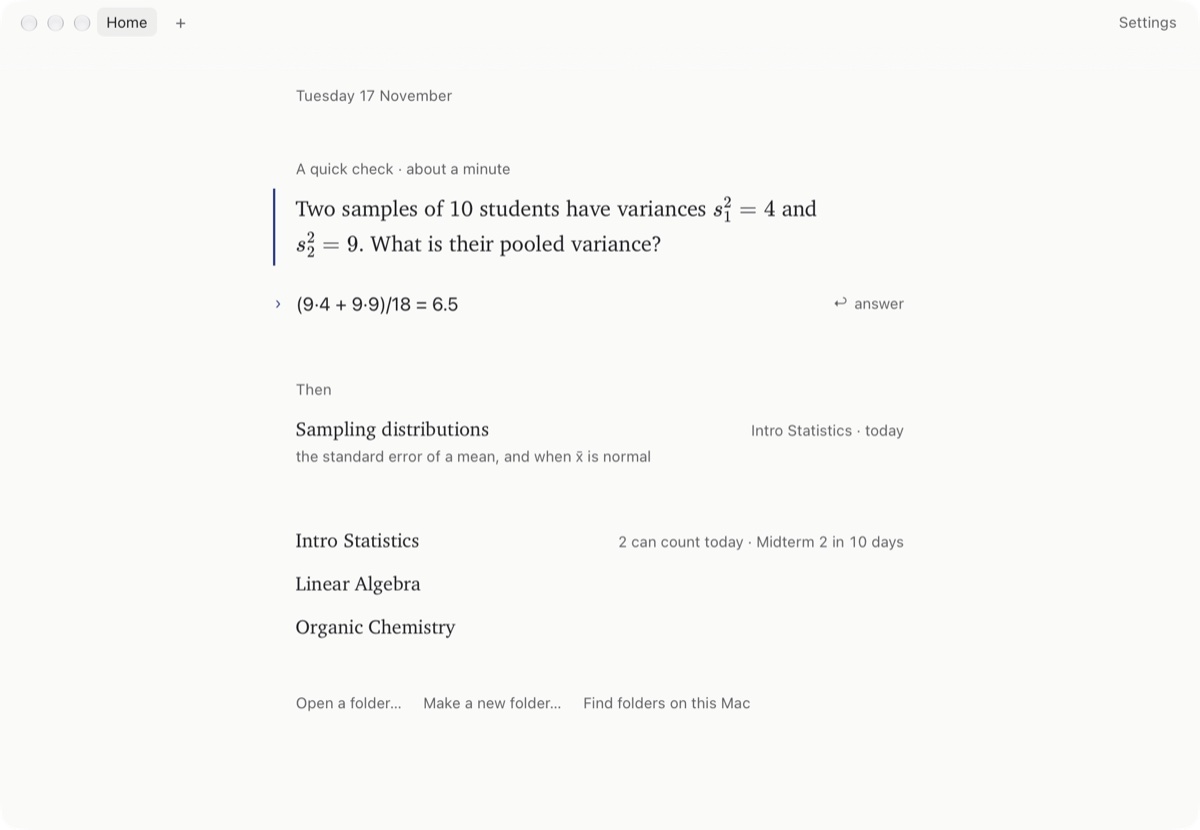 Home +
Settings
Tuesday 17 November
A quick check · about a minute
Two samples of 10 students have variances s₁² = 4 and
s₂² = 9. What is their pooled variance?
› (9·4 + 9·9)/18 = 6.5
↩ answer
Then
Sampling distributions
Intro Statistics · today
the standard error of a mean, and when x̄ is normal
Intro Statistics
2 can count today · Midterm 2 in 10 days
Linear Algebra
Organic Chemistry
Open a folder... Make a new folder... Find folders on this Mac